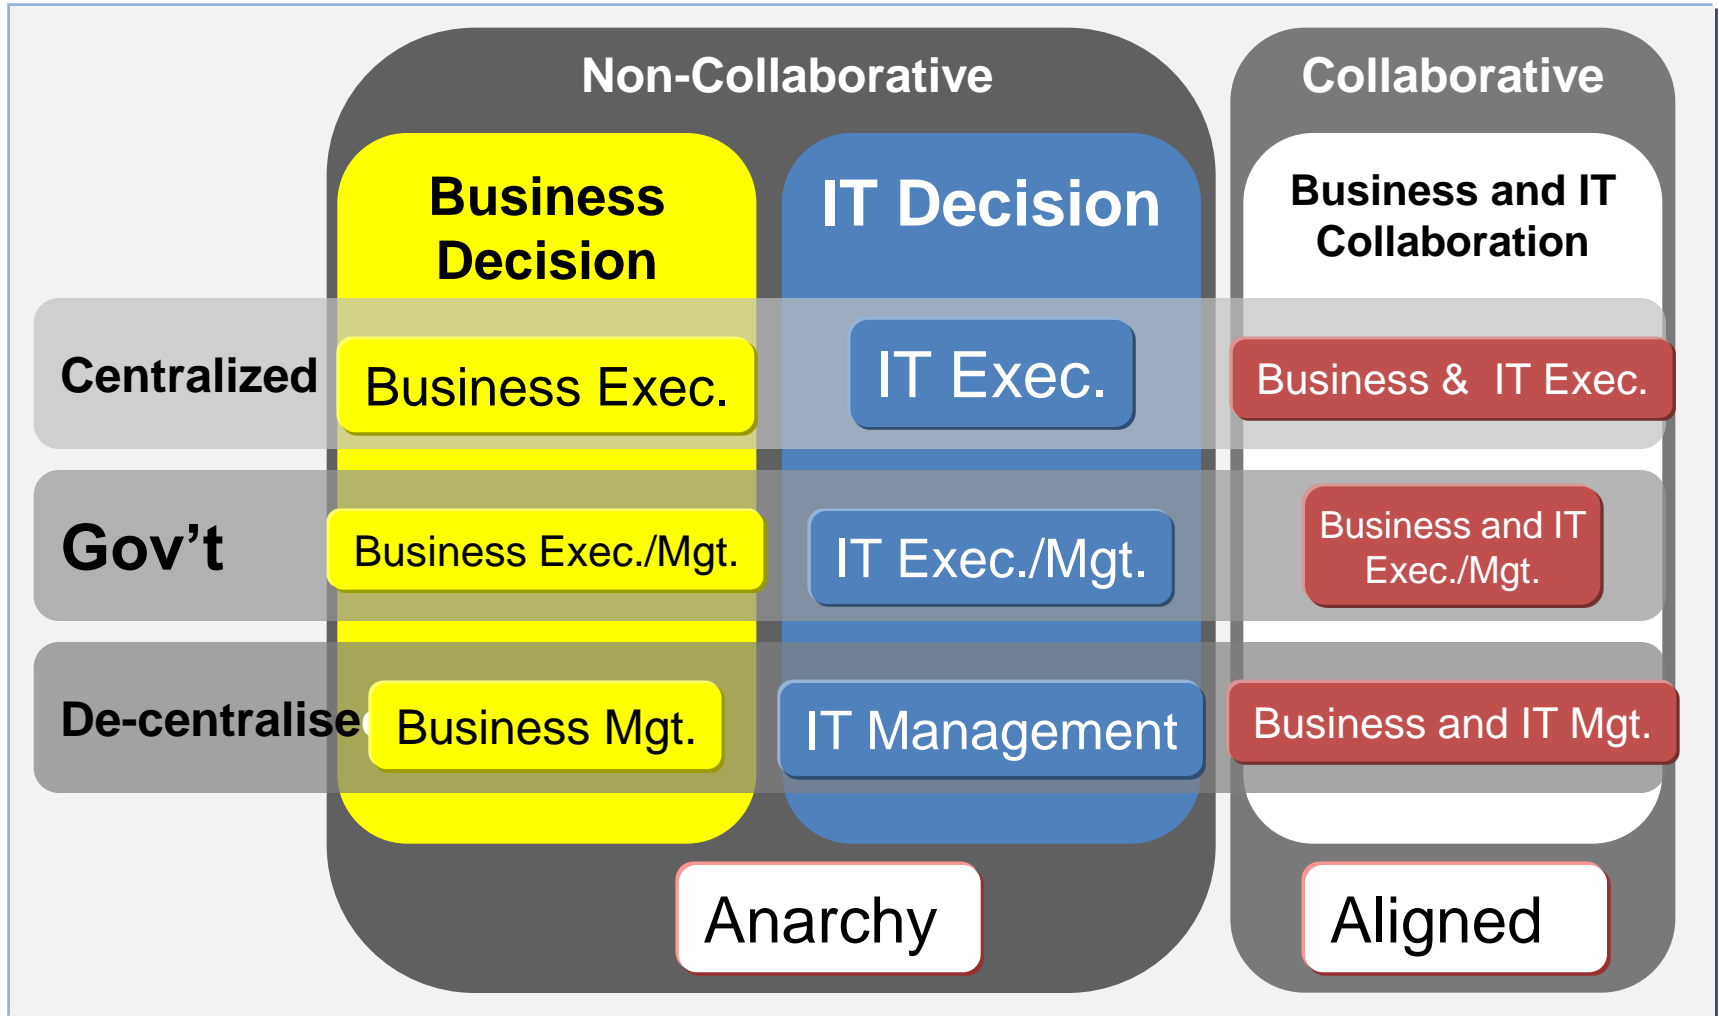 Non-Collaborative
Collaborative
Business
Decision
IT Decision
Business and IT
Collaboration
Centralized
Business Exec.
IT Exec.
Business & IT Exec.
Gov't
Business Exec./Mgt.
IT Exec./Mgt.
Business and IT
Exec./Mgt.
De-centralise
Business Mgt.
IT Management
Business and IT Mgt.
Anarchy
Aligned